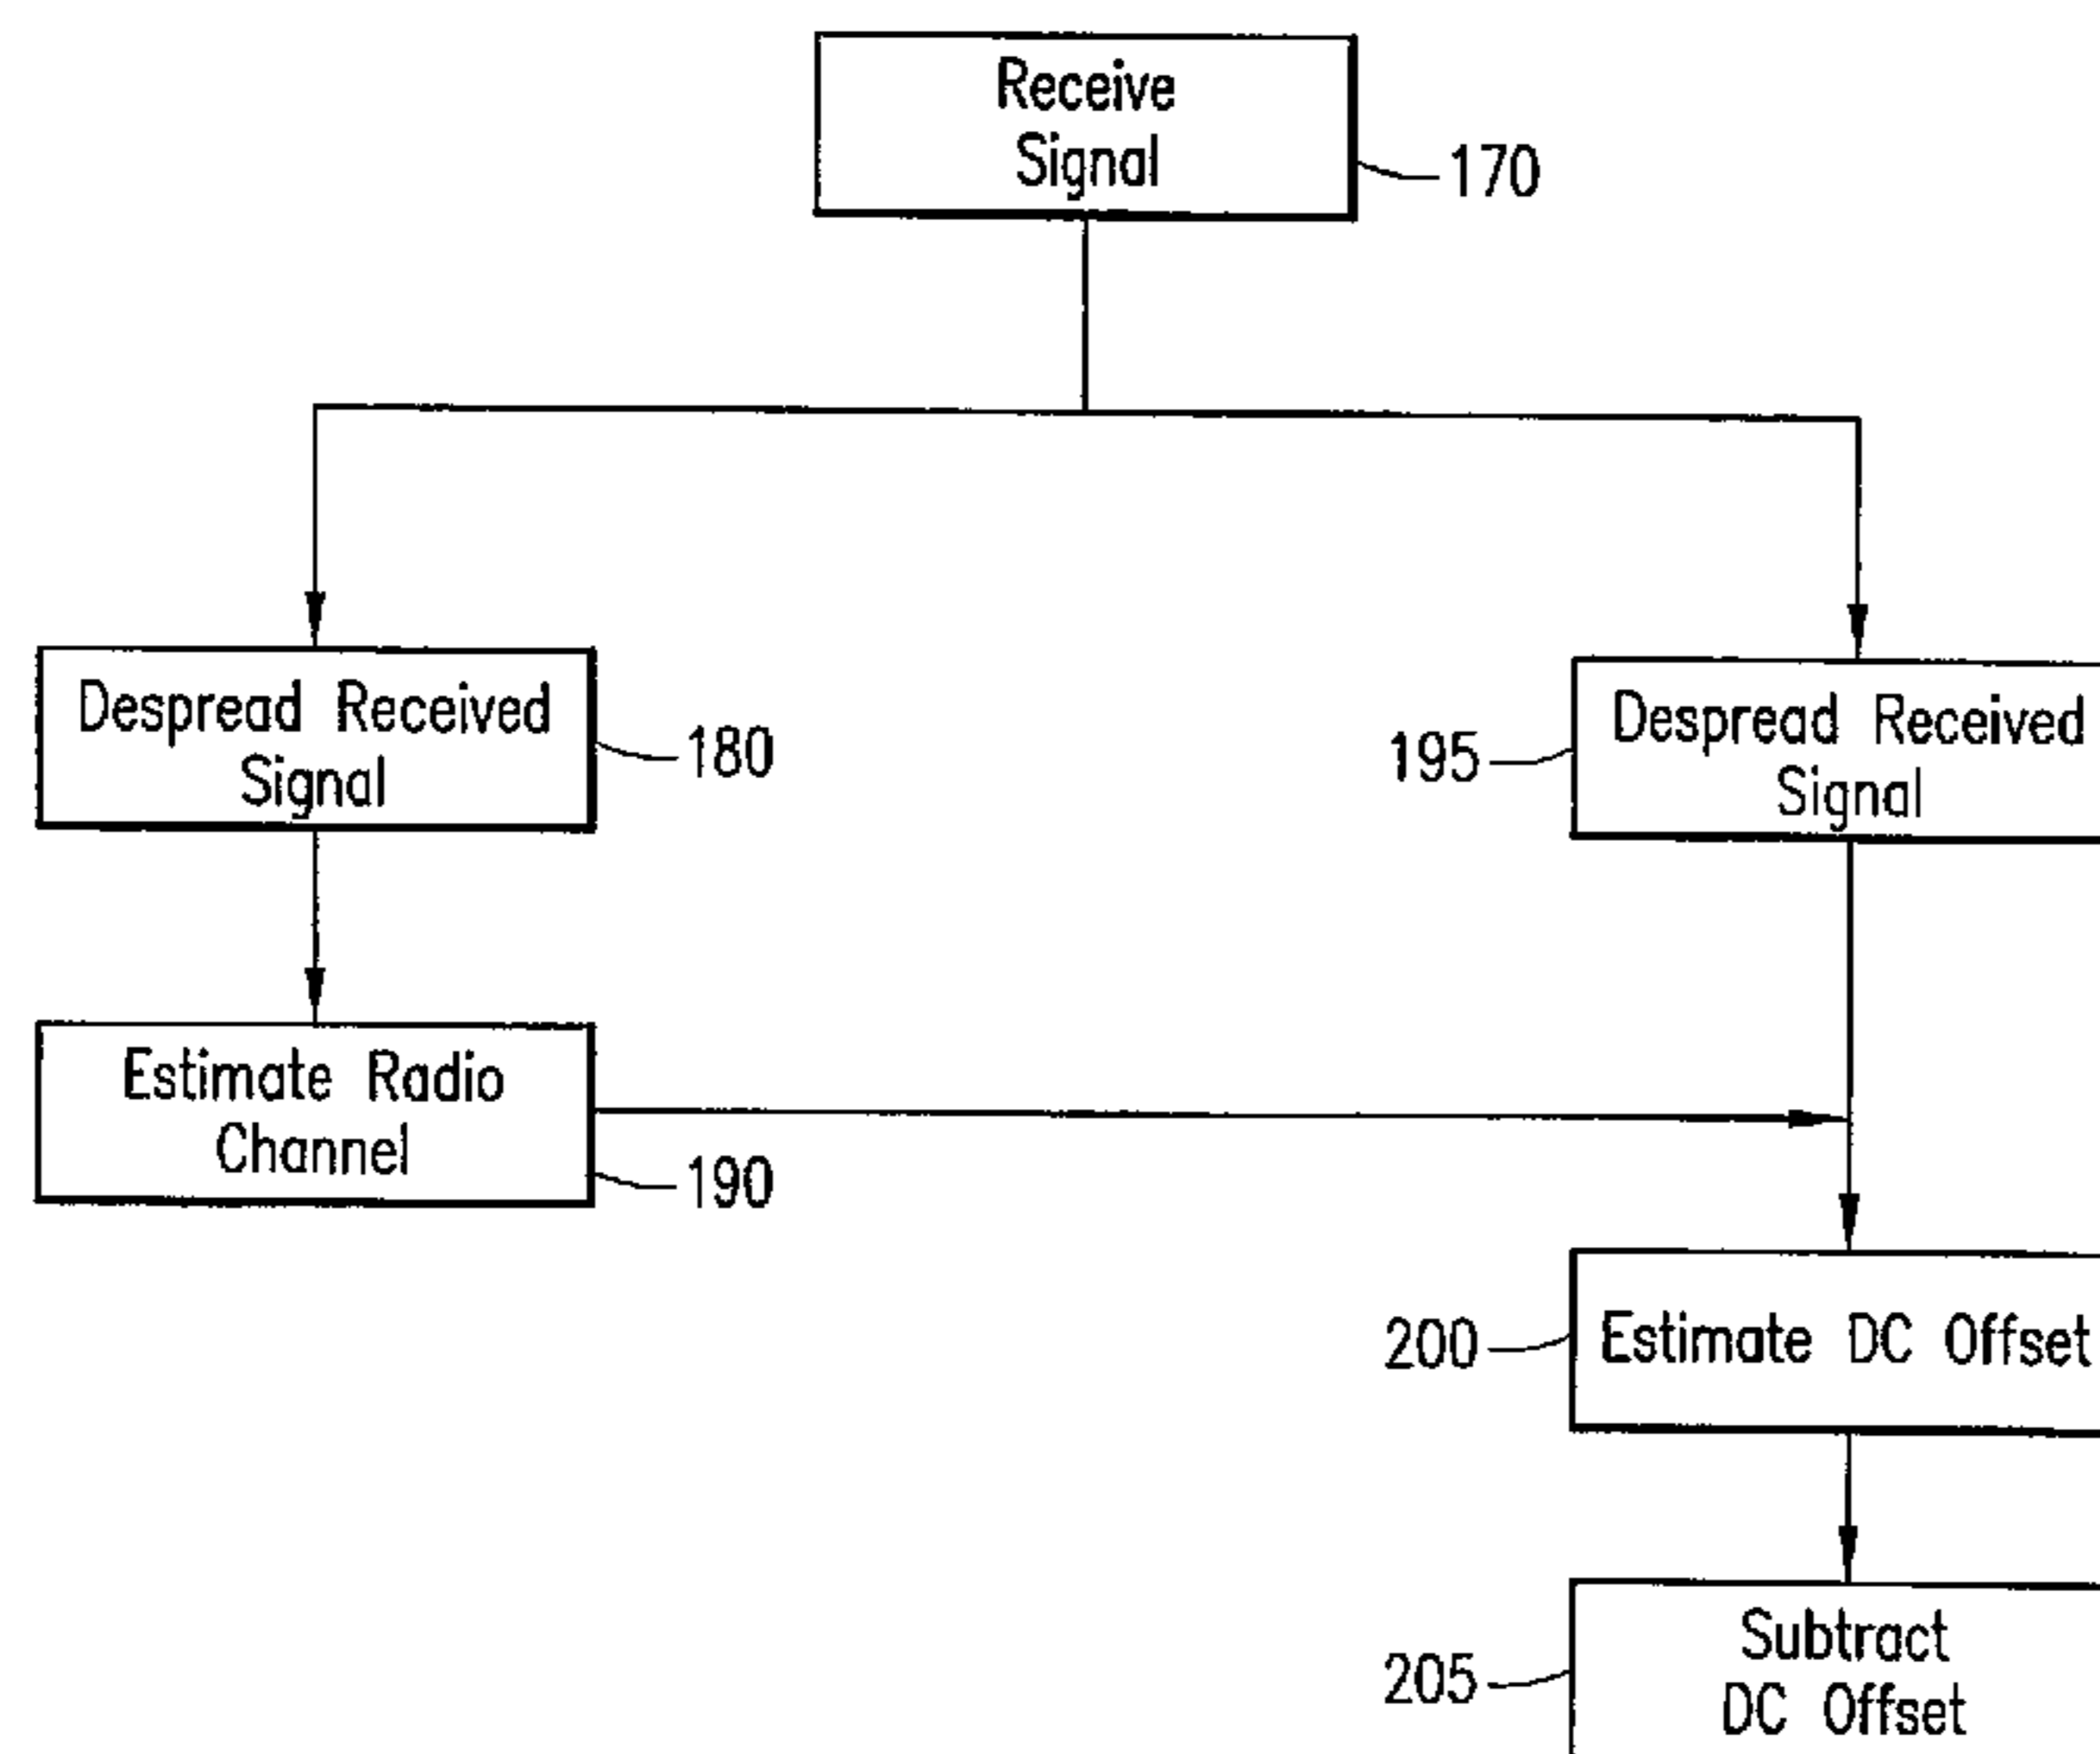 Receive
Signal
170
Despread Received
Signal
180
195
Despread Received
Signal
Estimate Radio
Channel
190
200
Estimate DC Offset
205
Subtract
DC Offset